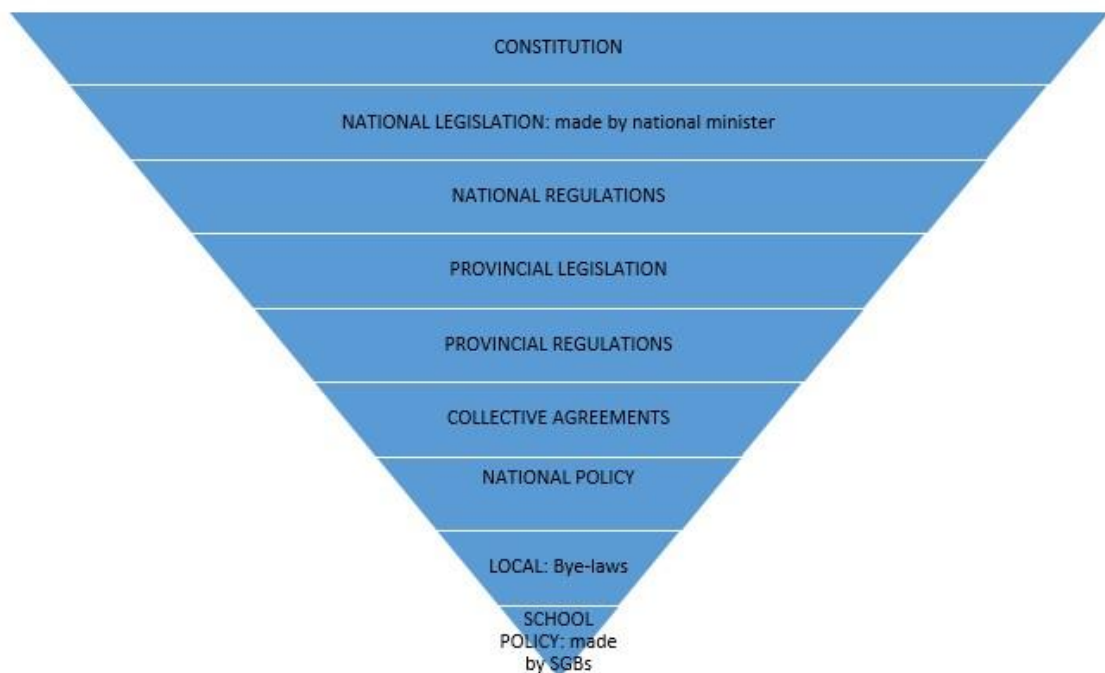 CONSTITUTION
NATIONAL LEGISLATION: made by national minister
NATIONAL REGULATIONS
PROVINCIAL LEGISLATION
PROVINCIAL REGULATIONS
COLLECTIVE AGREEMENTS
NATIONAL POLICY
LOCAL: Bye-laws
SCHOOL
POLICY: made
by SGBs